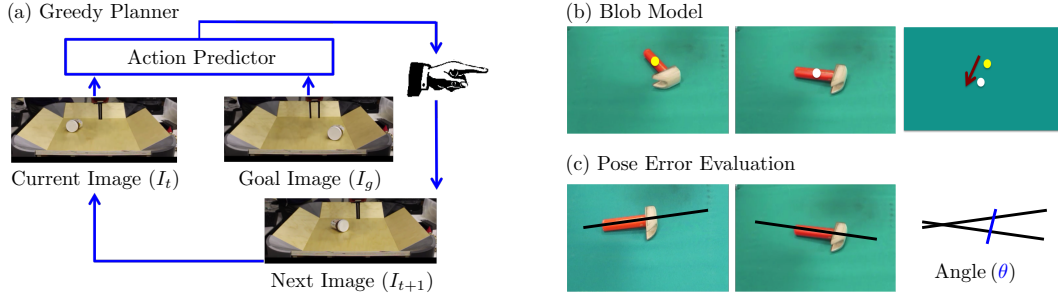 (a) Greedy Planner
Action Predictor
Current Image (I_t)
Goal Image (I_g)
Next Image (I_{t+1})
(b) Blob Model
(c) Pose Error Evaluation
Angle (θ)